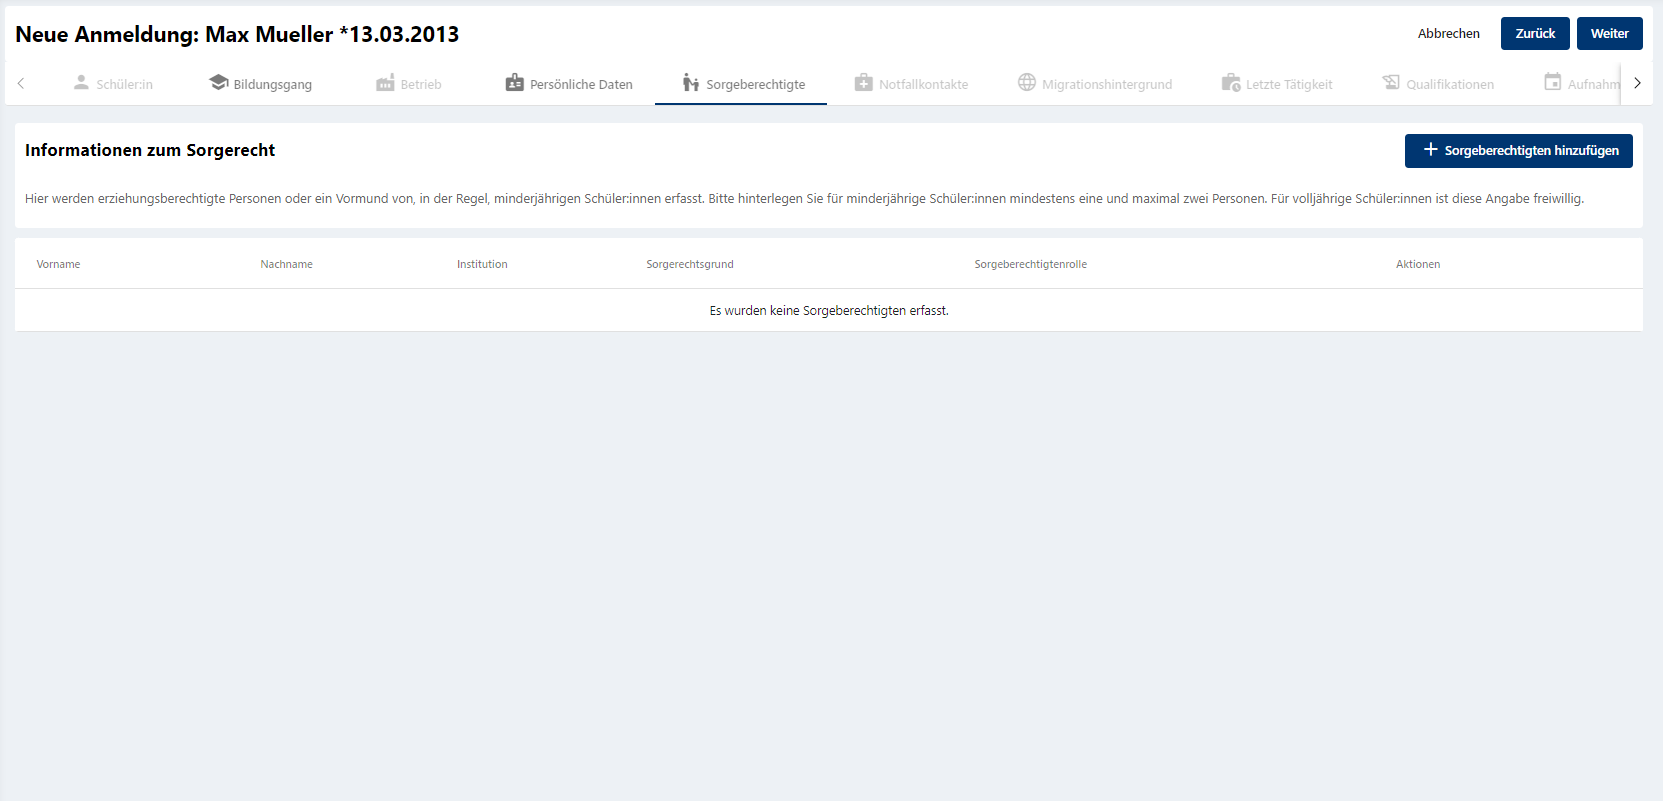 Neue Anmeldung: Max Mueller *13.03.2013
Abbrechen
Zurück
Weiter
Schüler:in
Bildungsgang
Betrieb
Persönliche Daten
Sorgeberechtigte
Notfallkontakte
Migrationshintergrund
Letzte Tätigkeit
Qualifikationen
Aufnahm
Informationen zum Sorgerecht
Sorgeberechtigten hinzufügen
Hier werden erziehungsberechtigte Personen oder ein Vormund von, in der Regel, minderjährigen Schüler:innen erfasst. Bitte hinterlegen Sie für minderjährige Schüler:innen mindestens eine und maximal zwei Personen. Für volljährige Schüler:innen ist diese Angabe freiwillig.
Vorname
Nachname
Institution
Sorgerechtsgrund
Sorgeberechtigtenrolle
Aktionen
Es wurden keine Sorgeberechtigten erfasst.